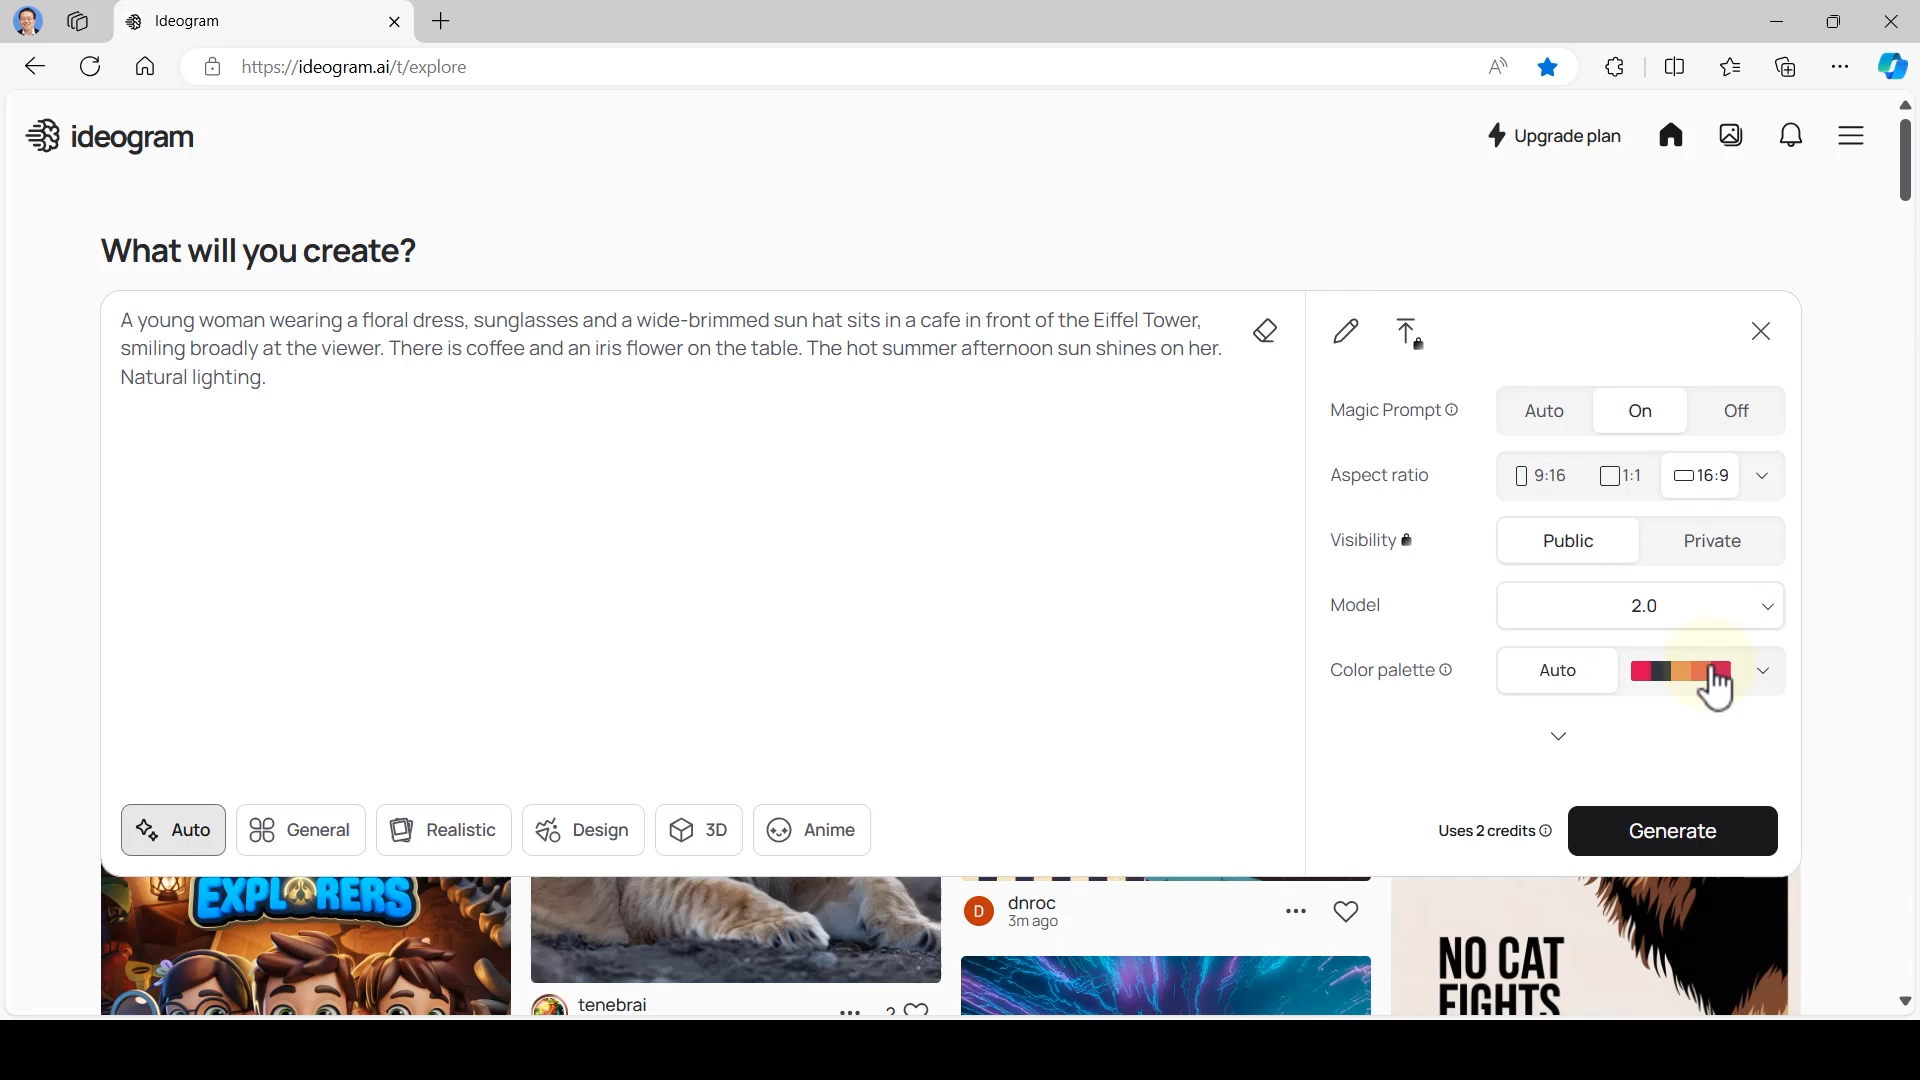 Ideogram
https://ideogram.ai/t/explore
ideogram
Upgrade plan
What will you create?
A young woman wearing a floral dress, sunglasses and a wide-brimmed sun hat sits in a cafe in front of the Eiffel Tower,
smiling broadly at the viewer. There is coffee and an iris flower on the table. The hot summer afternoon sun shines on her.
Natural lighting.
Magic Prompt Auto On Off
Aspect ratio 9:16 1:1 16:9
Visibility Public Private
Model 2.0
Color palette Auto
Auto General Realistic Design 3D Anime
Uses 2 credits Generate
EXPLORERS
tenebrai
2
D dnroc
3m ago
NO CAT
FIGHTS